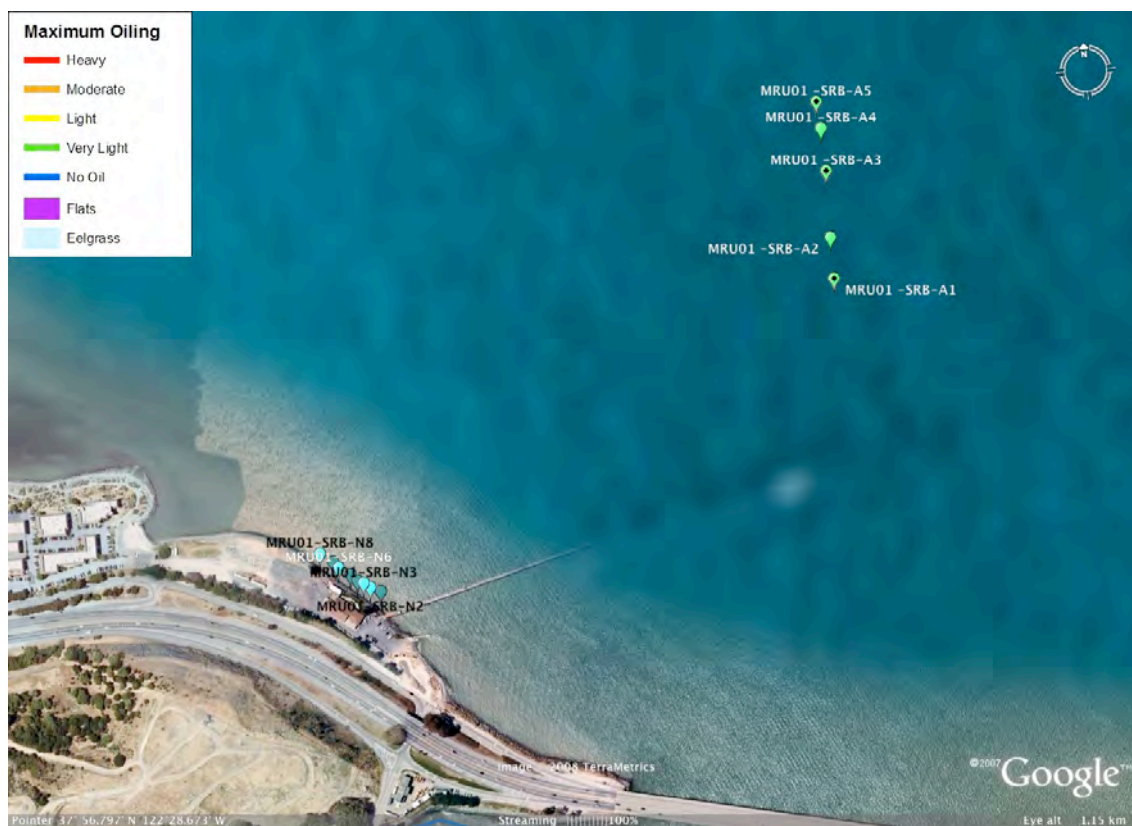 Maximum Oiling
Heavy
Moderate
Light
Very Light
No Oil
Flats
Eelgrass
N
MRU01 -SRB-A5
MRU01 -SRB-A4
MRU01 -SRB-A3
MRU01 -SRB-A2
MRU01 -SRB-A1
MRU01-SRB-N8
MRU01-SRB-N6
MRU01-SRB-N3
MRU01-SRB-N2
Image © 2008 TerraMetrics
©2007 Google™
Pointer 37° 56.797' N 122°28.673' W
Streaming ||||||||| 100%
Eye alt 1.15 km